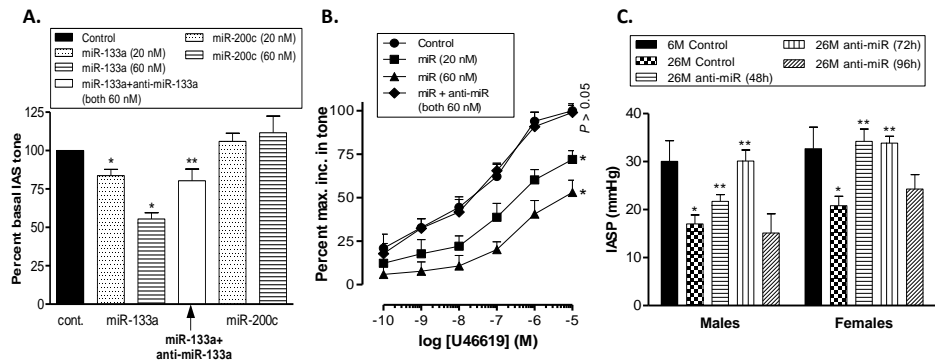 A.
Control
miR-133a (20 nM)
miR-133a (60 nM)
miR-133a+anti-miR-133a
(both 60 nM)
miR-200c (20 nM)
miR-200c (60 nM)
Percent basal IAS tone
125
100
75
50
25
0
*
*
**
cont.
miR-133a
miR-200c
miR-133a+
anti-miR-133a
B.
Control
miR (20 nM)
miR (60 nM)
miR + anti-miR
(both 60 nM)
Percent max. inc. in tone
100
75
50
25
0
P > 0.05
*
*
-10
-9
-8
-7
-6
-5
log [U46619] (M)
C.
6M Control
26M Control
26M anti-miR (48h)
26M anti-miR (72h)
26M anti-miR (96h)
IASP (mmHg)
60
40
20
0
*
**
**
*
**
**
Males
Females